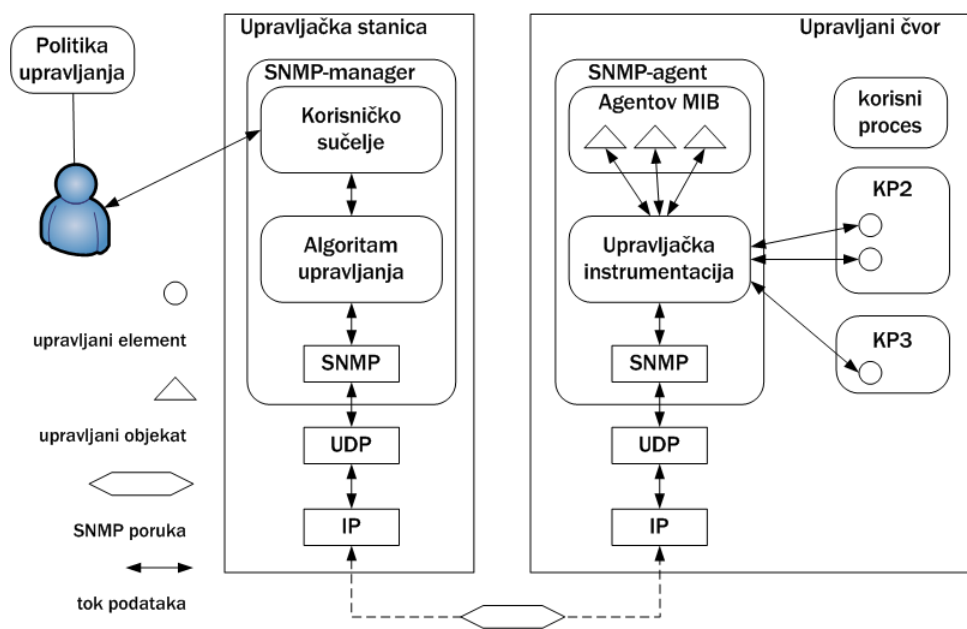 Politika
upravljanja
Upravljačka stanica
SNMP-manager
Korisničko
sučelje
Algoritam
upravljanja
SNMP
UDP
IP
Upravljani čvor
SNMP-agent
Agentov MIB
Upravljačka
instrumentacija
SNMP
UDP
IP
korisni
proces
KP2
KP3
upravljani element
upravljani objekat
SNMP poruka
tok podataka